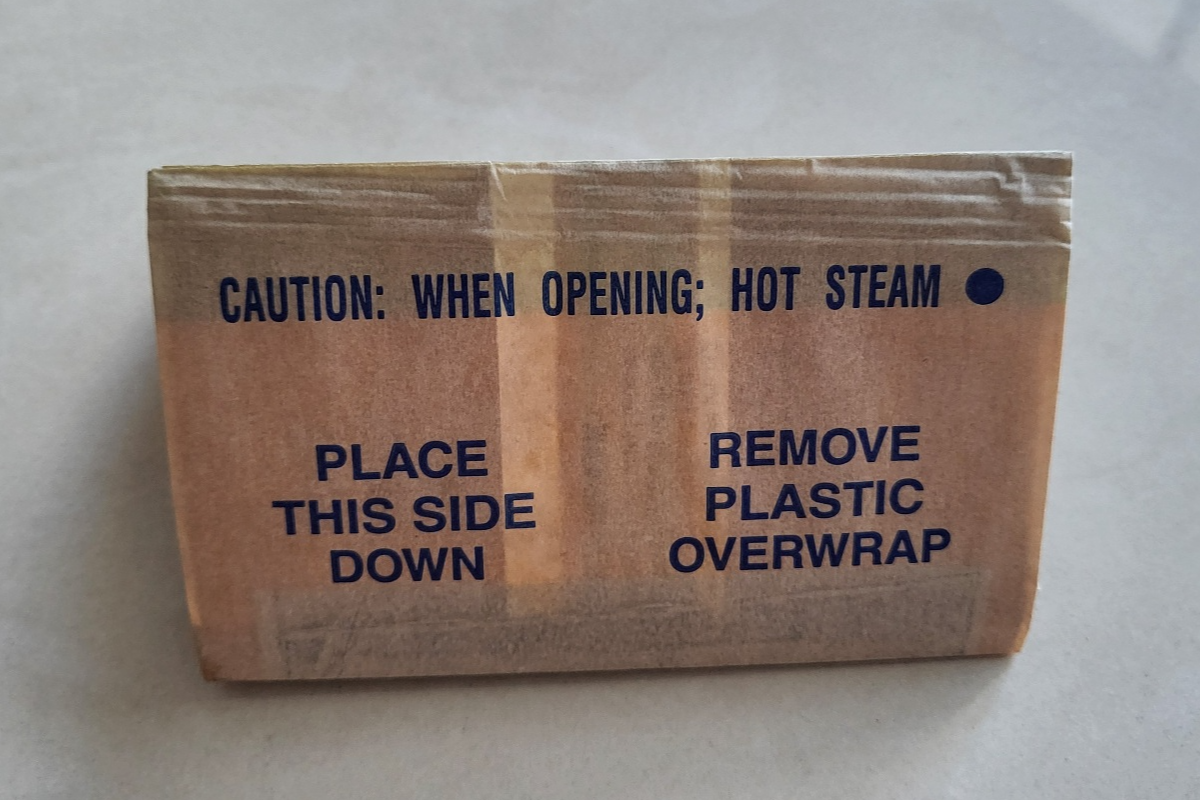 CAUTION: WHEN OPENING; HOT STEAM
PLACE
THIS SIDE
DOWN
REMOVE
PLASTIC
OVERWRAP